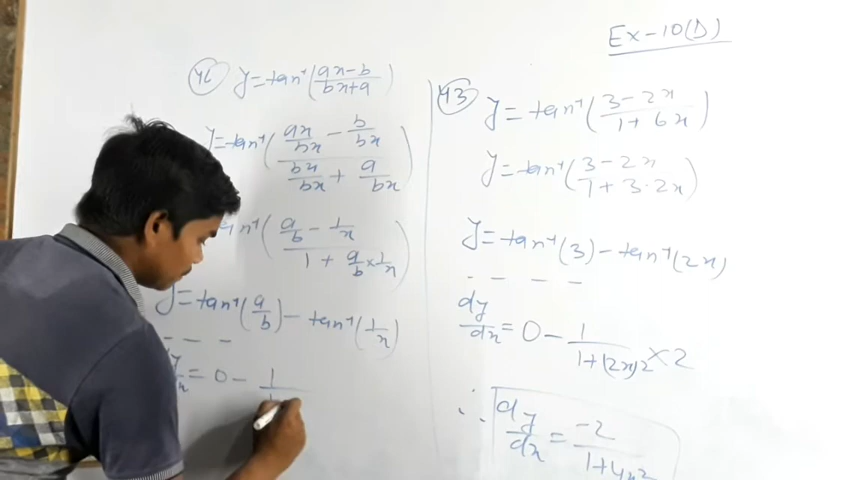 Ex-10(D)
46 y = tan⁻¹((ax-b)/(bx+a))
y = tan⁻¹((ax/bx - b/bx)/(bx/bx + a/bx))
tan⁻¹((a/b - 1/x)/(1 + a/b × 1/x))
y = tan⁻¹(a/b) - tan⁻¹(1/x)
- - -
dy/dx = 0 - 1/1
43 y = tan⁻¹((3-2x)/(1+6x))
y = tan⁻¹((3-2x)/(1+3·2x))
y = tan⁻¹(3) - tan⁻¹(2x)
- - - -
dy/dx = 0 - 1/(1+(2x)²) × 2
∴ dy/dx = -2/(1+4x²)